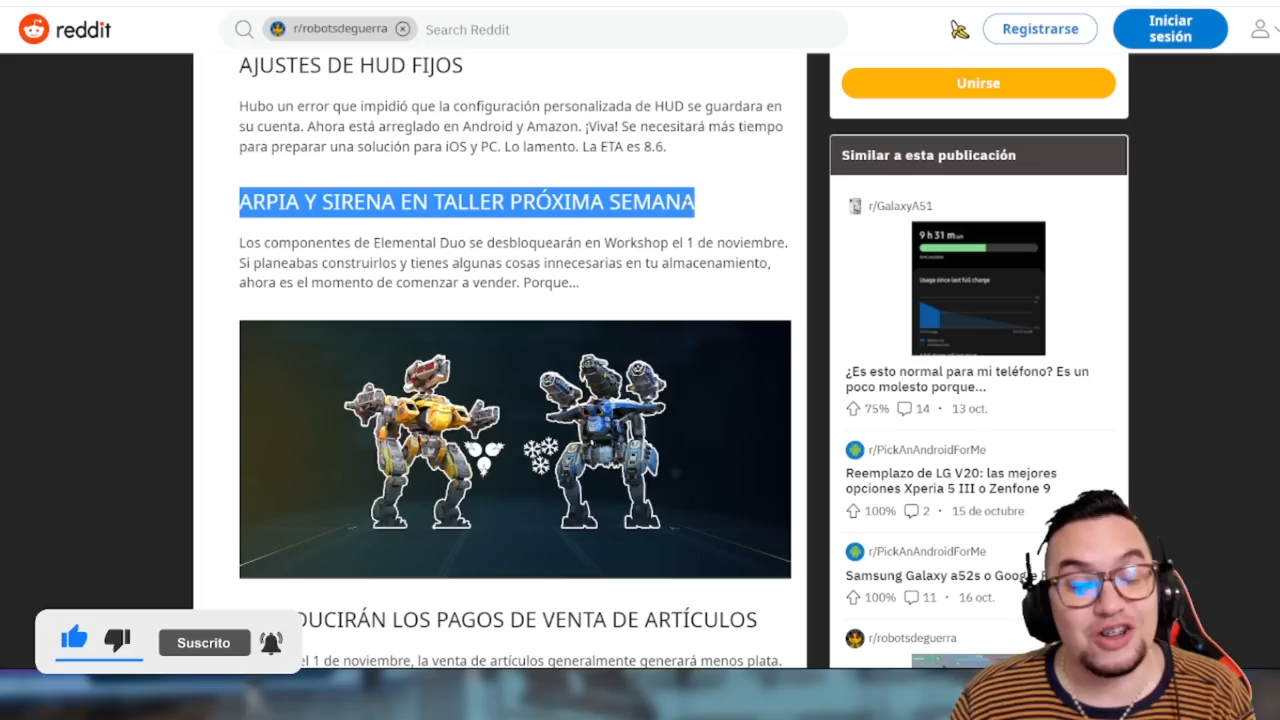 reddit
r/robotsdeguerra
Search Reddit
Registrarse
Iniciar
sesión
AJUSTES DE HUD FIJOS
Hubo un error que impidió que la configuración personalizada de HUD se guardara en
su cuenta. Ahora está arreglado en Android y Amazon. ¡Viva! Se necesitará más tiempo
para preparar una solución para iOS y PC. Lo lamento. La ETA es 8.6.
ARPIA Y SIRENA EN TALLER PRÓXIMA SEMANA
Los componentes de Elemental Duo se desbloquearán en Workshop el 1 de noviembre.
Si planeabas construirlos y tienes algunas cosas innecesarias en tu almacenamiento,
ahora es el momento de comenzar a vender. Porque...
DUCIRÁN LOS PAGOS DE VENTA DE ARTÍCULOS
el 1 de noviembre, la venta de artículos generalmente generará menos plata.
Suscrito
Unirse
Similar a esta publicación
r/GalaxyA51
9 h 31 m
Usage since last full charge
¿Es esto normal para mi teléfono? Es un
poco molesto porque...
75% 14 · 13 oct.
r/PickAnAndroidForMe
Reemplazo de LG V20: las mejores
opciones Xperia 5 III o Zenfone 9
100% 2 · 15 de octubre
r/PickAnAndroidForMe
Samsung Galaxy a52s o Google
100% 11 · 16 oct.
r/robotsdeguerra